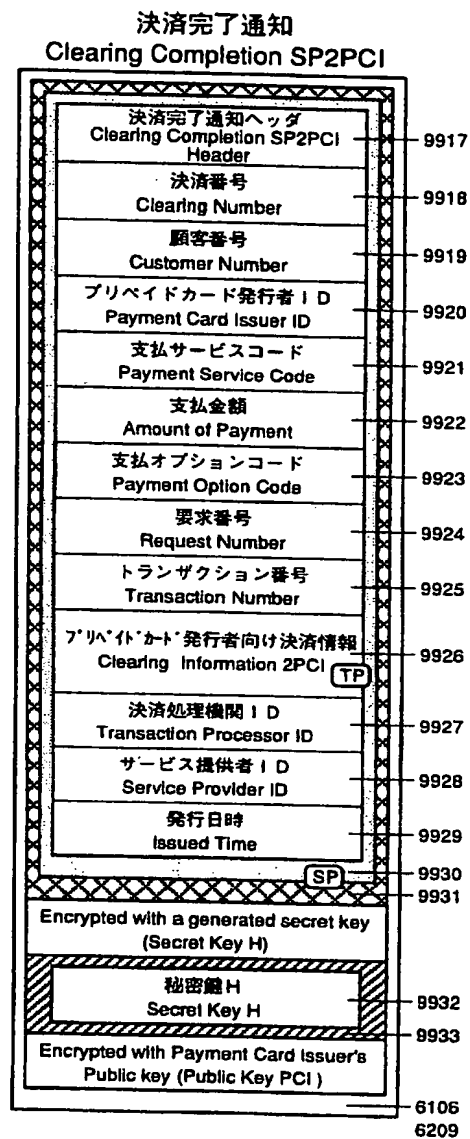 決済完了通知
Clearing Completion SP2PCI
決済完了通知ヘッダ
Clearing Completion SP2PCI
Header
9917
決済番号
Clearing Number
9918
顧客番号
Customer Number
9919
プリペイドカード発行者ID
Payment Card Issuer ID
9920
支払サービスコード
Payment Service Code
9921
支払金額
Amount of Payment
9922
支払オプションコード
Payment Option Code
9923
要求番号
Request Number
9924
トランザクション番号
Transaction Number
9925
プリペイドカード発行者向け決済情報
Clearing Information 2PCI
TP
9926
決済処理機関ID
Transaction Processor ID
9927
サービス提供者ID
Service Provider ID
9928
発行日時
Issued Time
9929
SP
9930
9931
Encrypted with a generated secret key
(Secret Key H)
秘密鍵H
Secret Key H
9932
9933
Encrypted with Payment Card Issuer's
Public key (Public Key PCI )
6106
6209